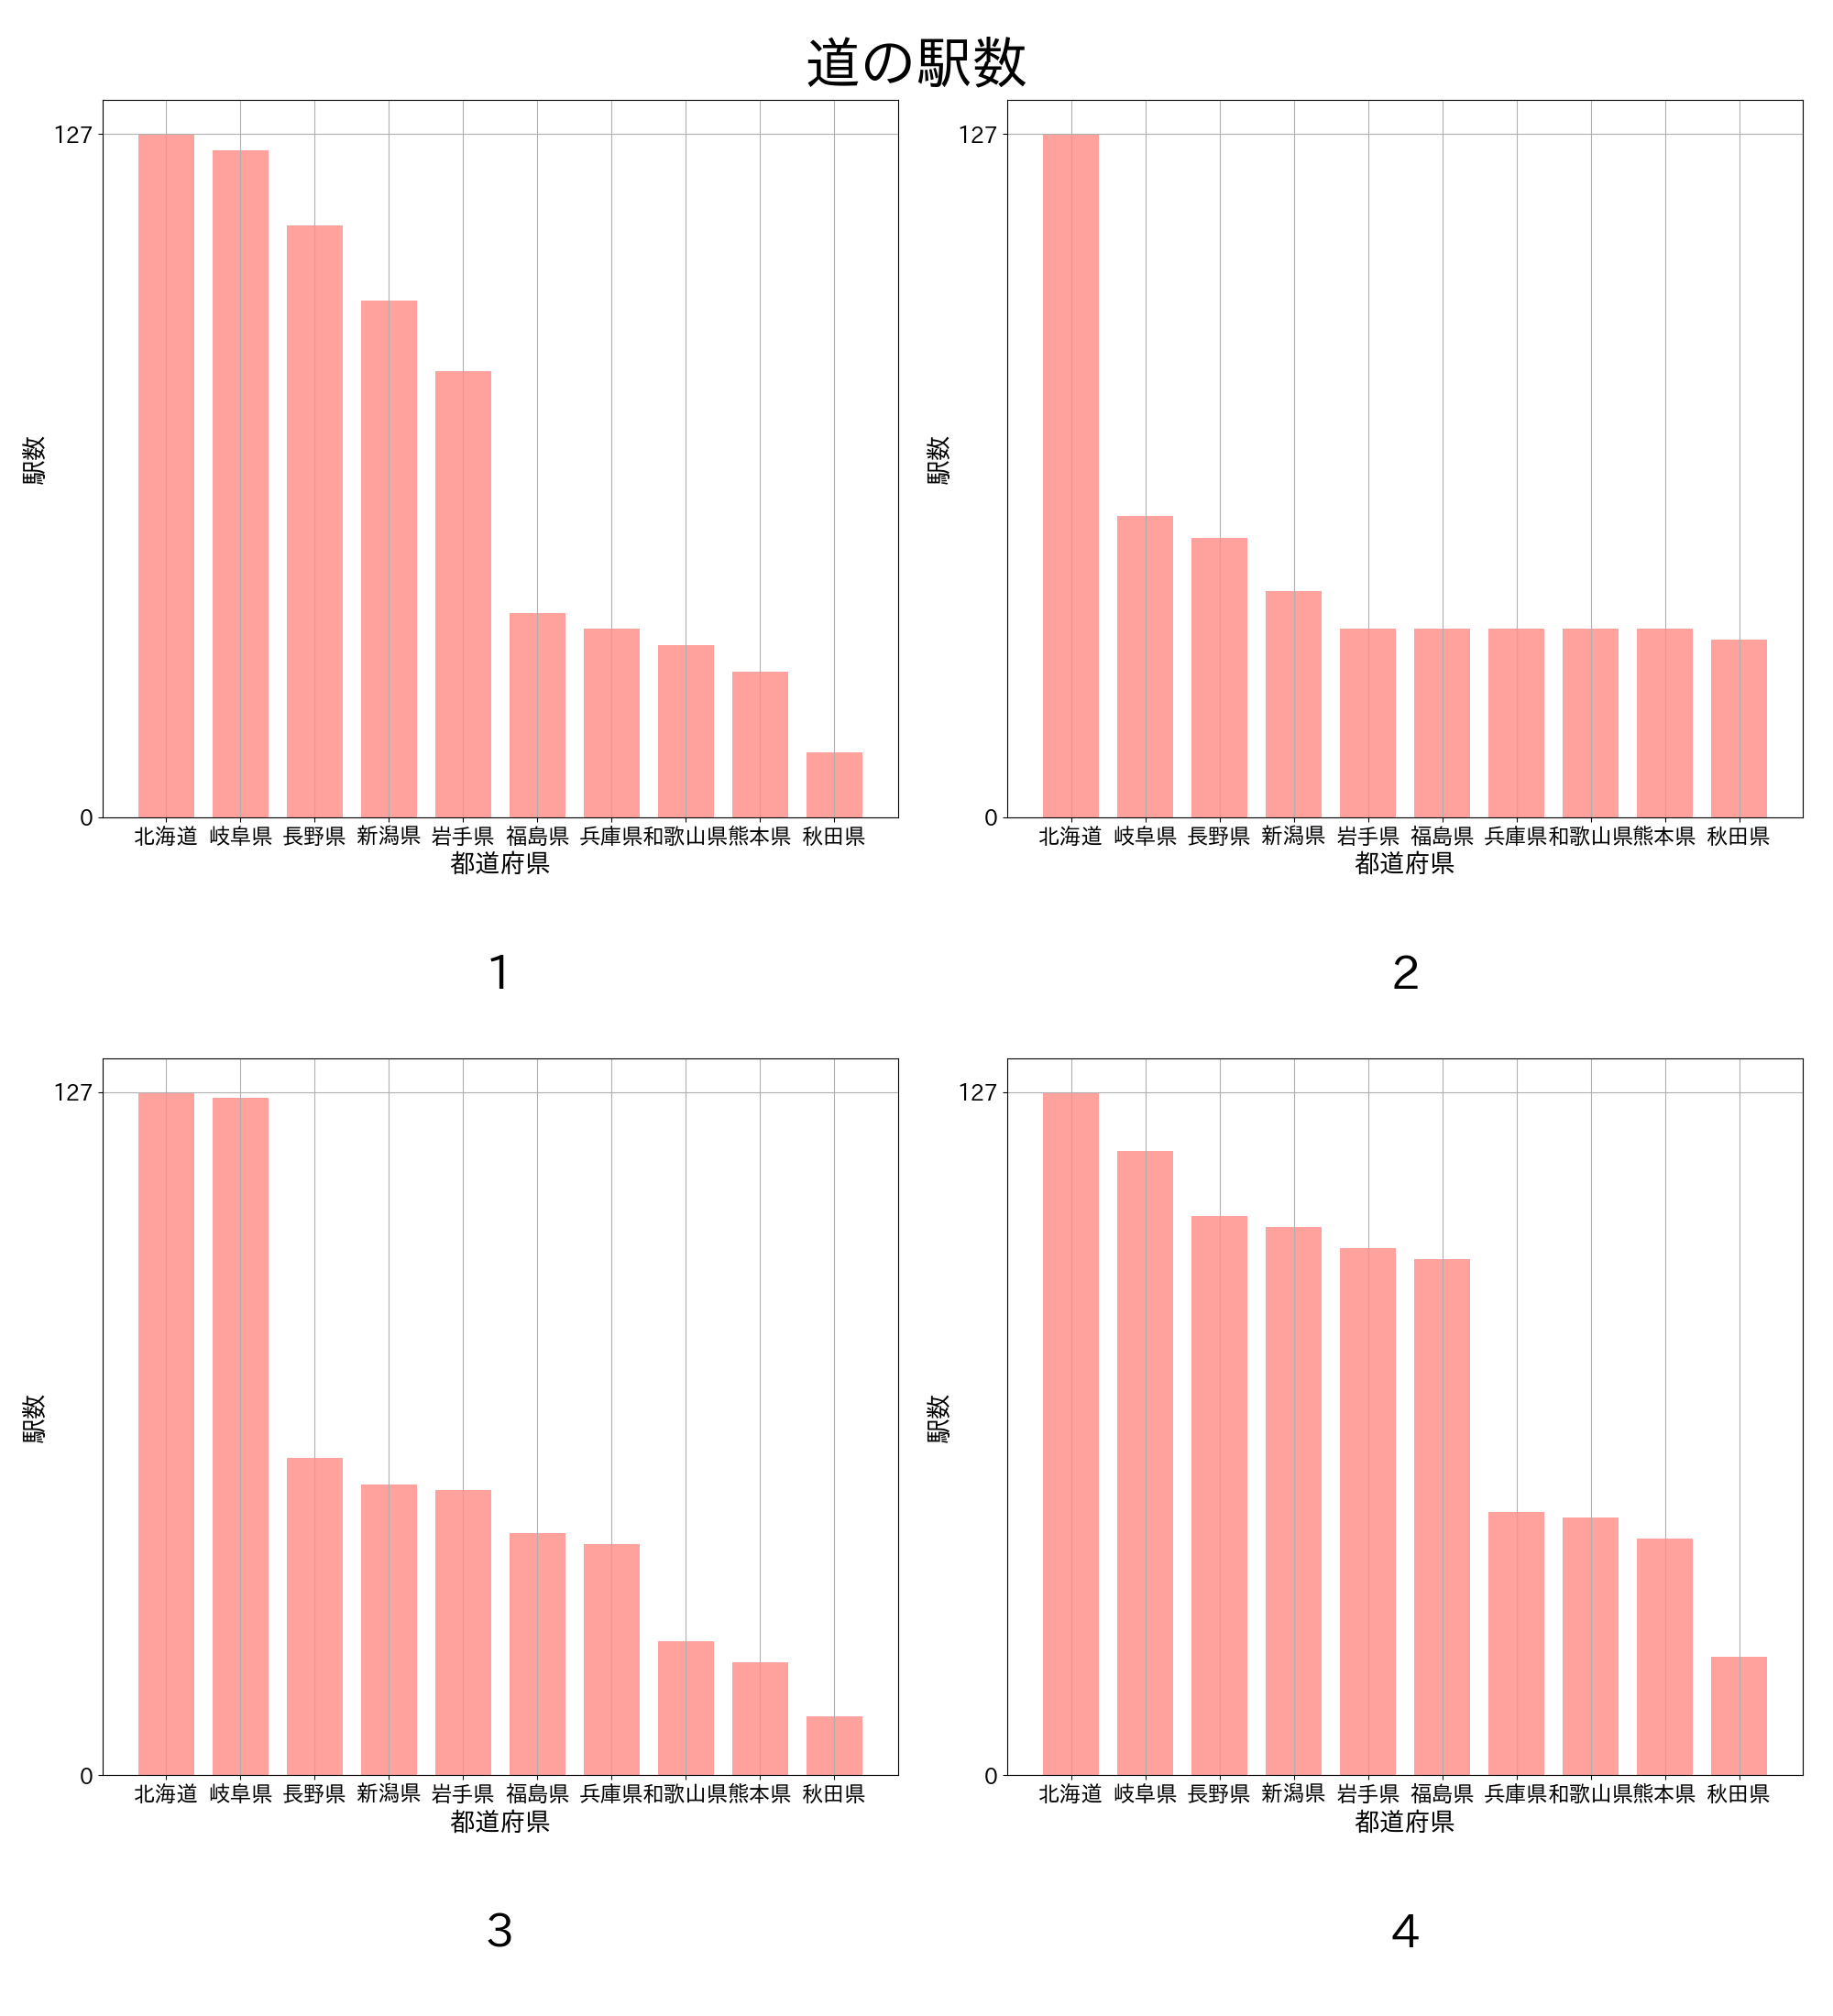 道の駅数
127
0
駅数
北海道 岐阜県 長野県 新潟県 岩手県 福島県 兵庫県 和歌山県 熊本県 秋田県
都道府県
1
127
0
駅数
北海道 岐阜県 長野県 新潟県 岩手県 福島県 兵庫県 和歌山県 熊本県 秋田県
都道府県
2
127
0
駅数
北海道 岐阜県 長野県 新潟県 岩手県 福島県 兵庫県 和歌山県 熊本県 秋田県
都道府県
3
127
0
駅数
北海道 岐阜県 長野県 新潟県 岩手県 福島県 兵庫県 和歌山県 熊本県 秋田県
都道府県
4